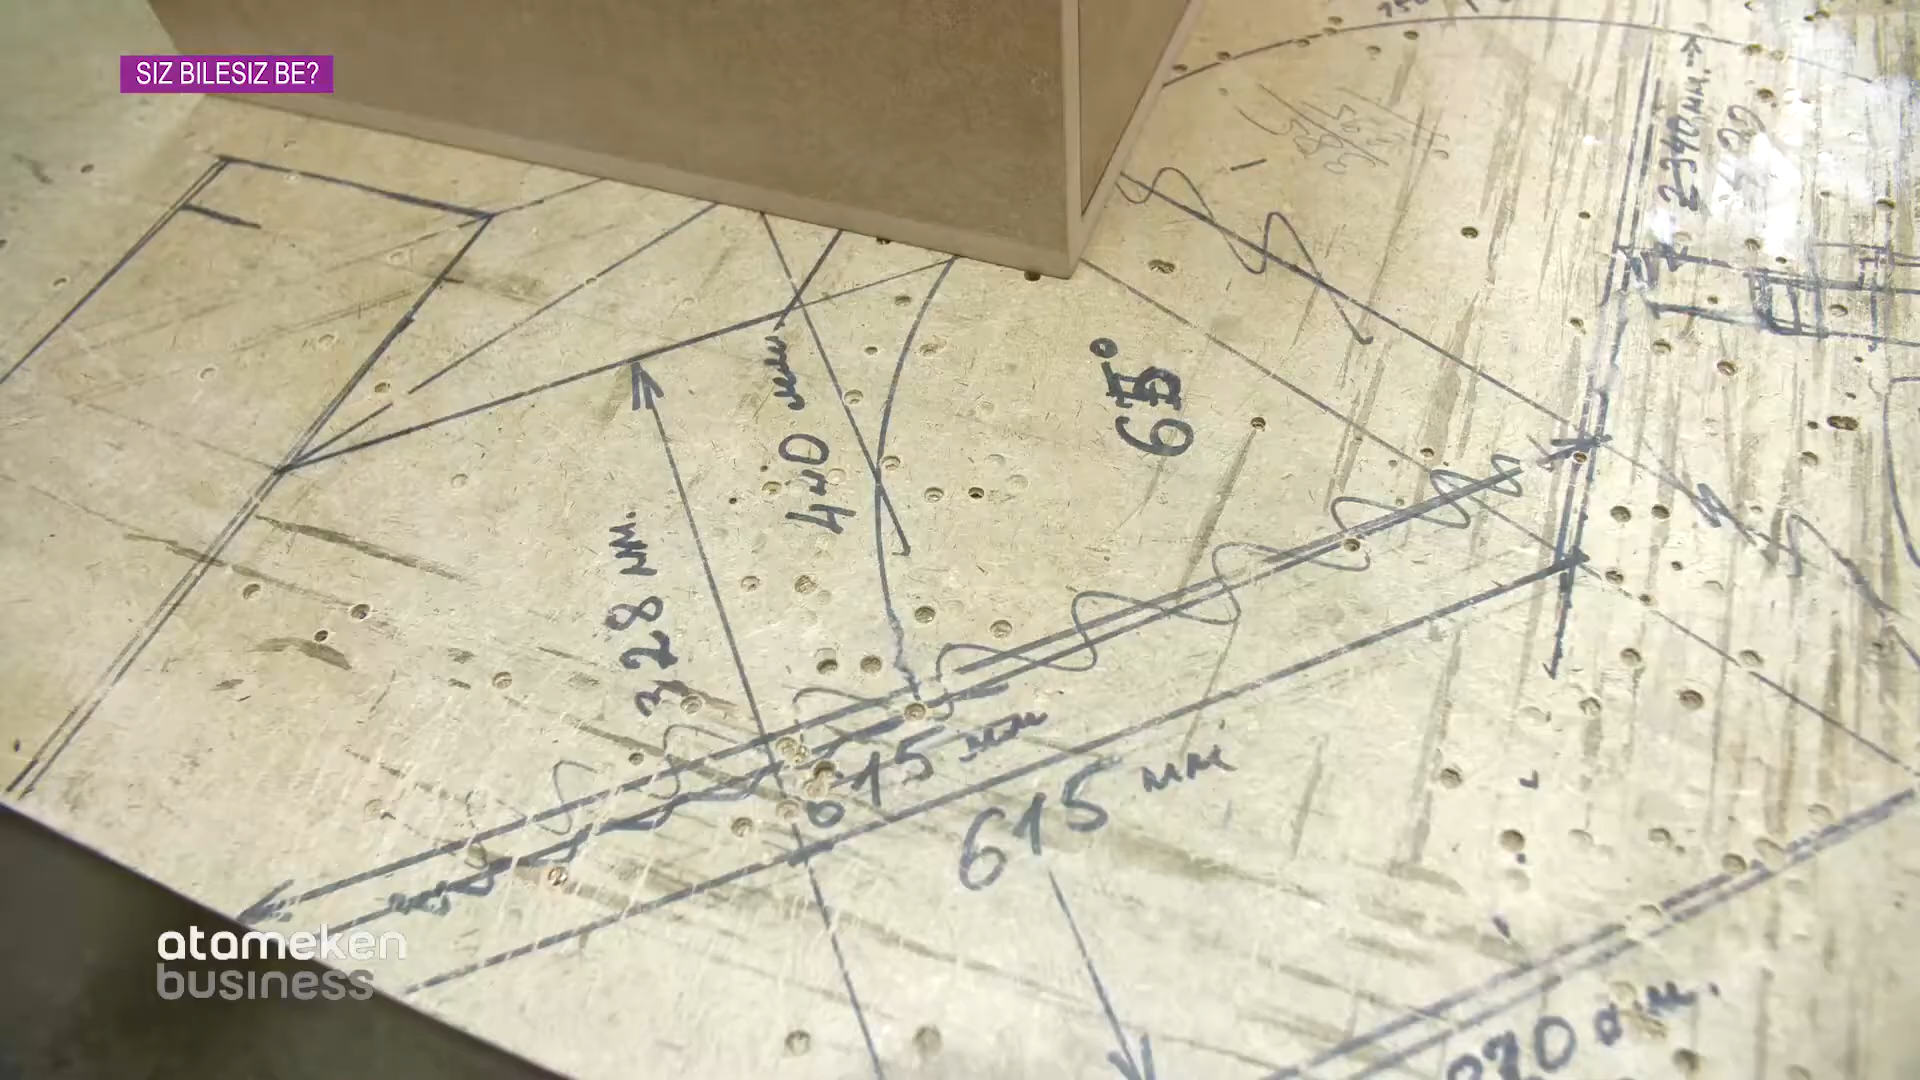 SIZ BILESIZ BE?
2340 мм.
65°
440 мм
328 мм.
615 мм
615 мм
atameken
business